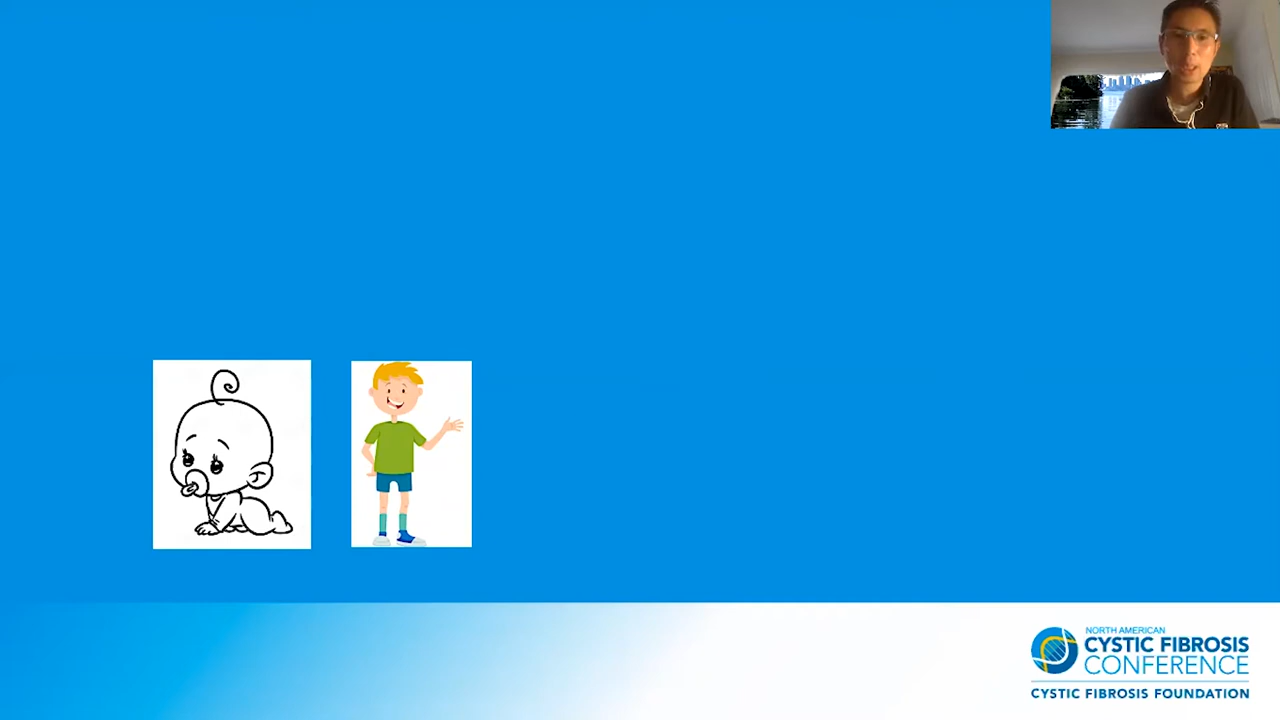 NORTH AMERICAN
CYSTIC FIBROSIS
CONFERENCE
CYSTIC FIBROSIS FOUNDATION